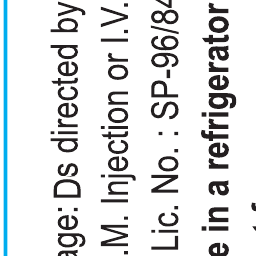 age: Ds directed by
.M. Injection or I.V.
Lic. No. : SP-96/84
e in a refrigerator